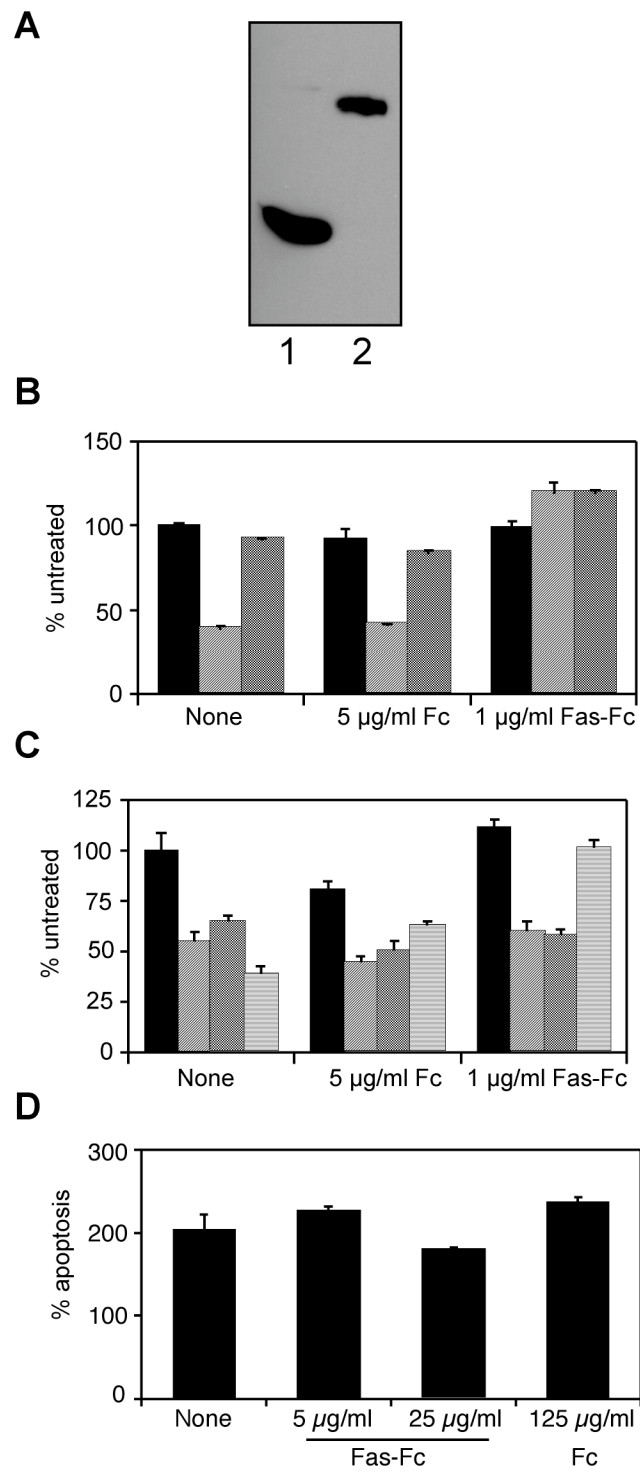 A
1 2
B
150
100
50
0
% untreated
None 5 µg/ml Fc 1 µg/ml Fas-Fc
C
125
100
75
50
25
0
% untreated
None 5 µg/ml Fc 1 µg/ml Fas-Fc
D
300
200
100
0
% apoptosis
None 5 µg/ml 25 µg/ml 125 µg/ml
Fas-Fc Fc